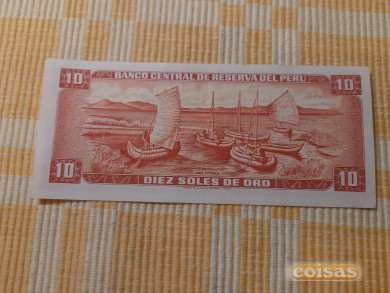 10 BANCO CENTRAL DE RESERVA DEL PERU 10
10 DIEZ SOLES DE ORO 10
coisas